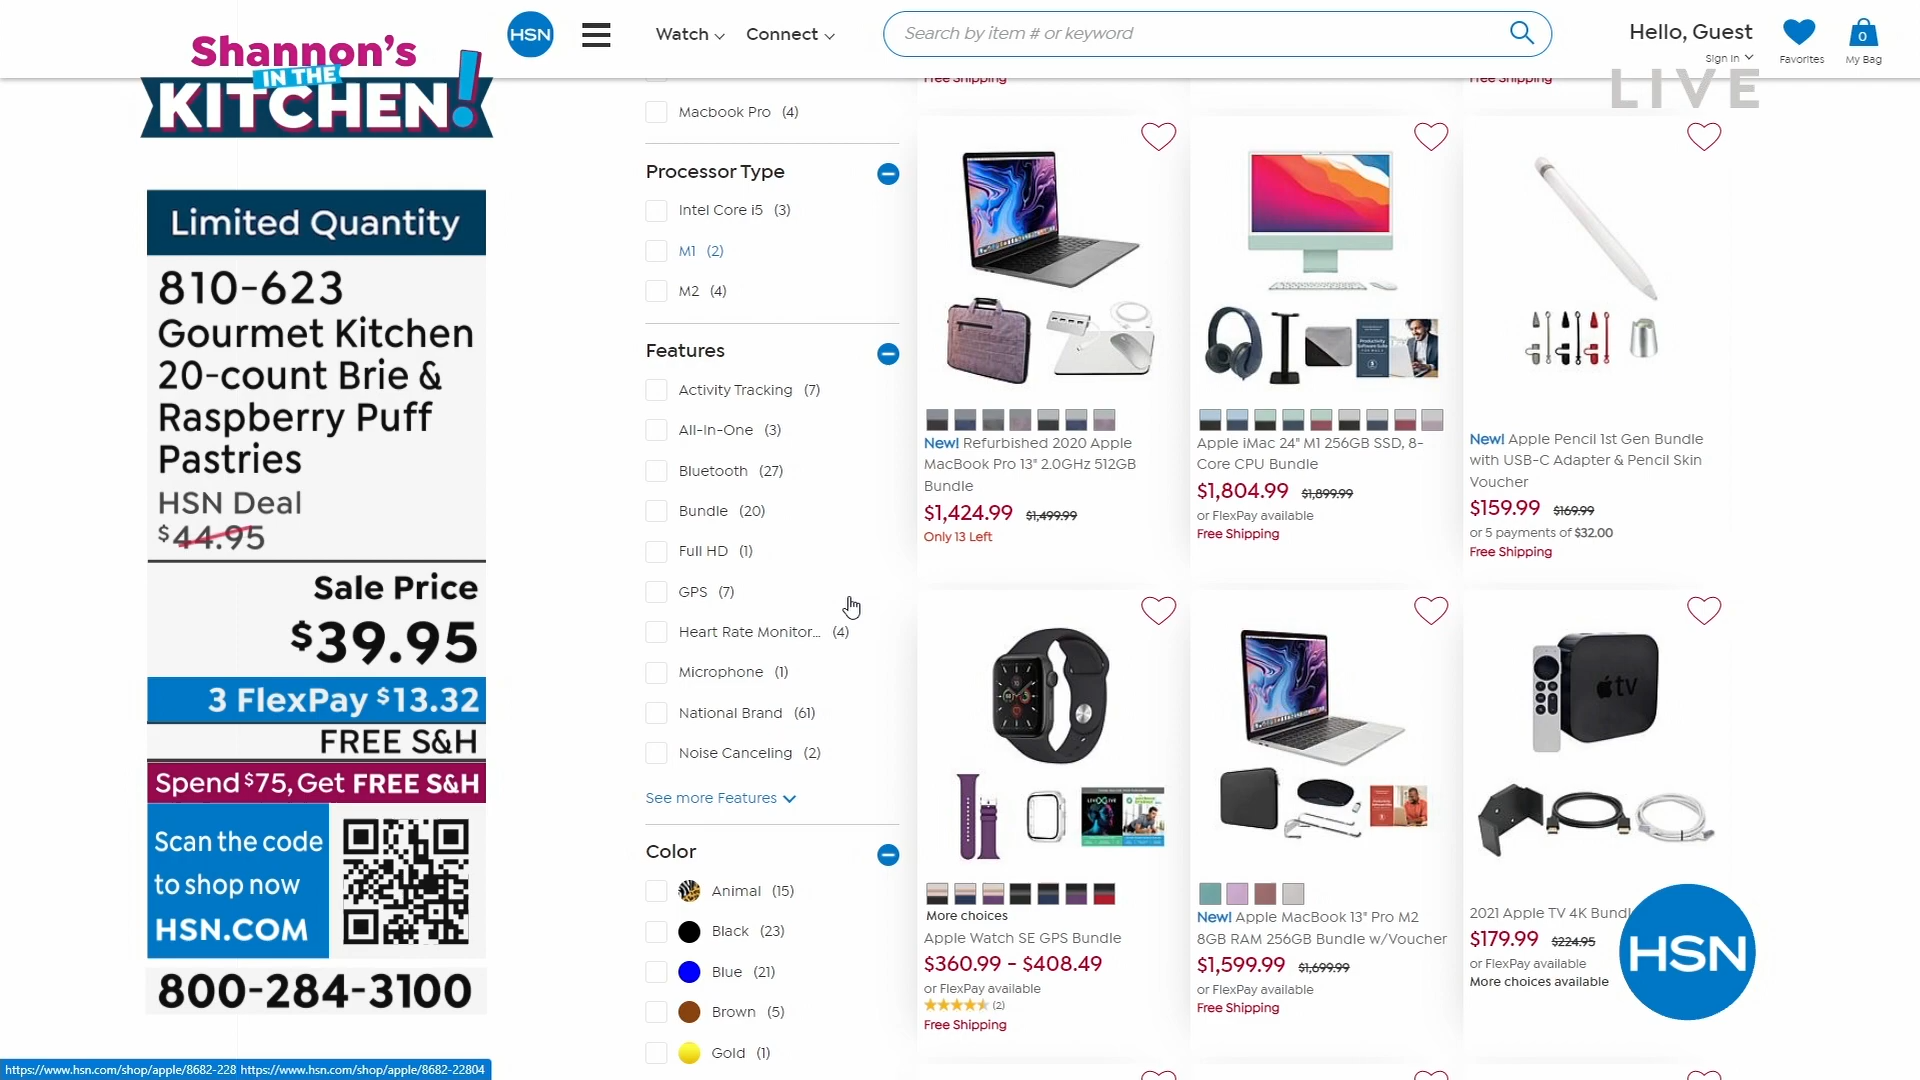 Shannon's
IN THE
KITCHEN!
HSN
Watch
Connect
Search by item # or keyword
Hello, Guest
Sign In
Favorites
0
My Bag
LIVE
Limited Quantity
810-623
Gourmet Kitchen
20-count Brie &
Raspberry Puff
Pastries
HSN Deal
$44.95
Sale Price
$39.95
3 FlexPay $13.32
FREE S&H
Spend $75, Get FREE S&H
Scan the code
to shop now
HSN.COM
800-284-3100
Macbook Pro (4)
Processor Type
Intel Core i5 (3)
M1 (2)
M2 (4)
Features
Activity Tracking (7)
All-In-One (3)
Bluetooth (27)
Bundle (20)
Full HD (1)
GPS (7)
Heart Rate Monitor... (4)
Microphone (1)
National Brand (61)
Noise Canceling (2)
See more Features
Color
Animal (15)
Black (23)
Blue (21)
Brown (5)
Gold (1)
Free Shipping
Free Shipping
New! Refurbished 2020 Apple
MacBook Pro 13" 2.0GHz 512GB
Bundle
$1,424.99 $1,499.99
Only 13 Left
Apple iMac 24" M1 256GB SSD, 8-
Core CPU Bundle
$1,804.99 $1,899.99
or FlexPay available
Free Shipping
New! Apple Pencil 1st Gen Bundle
with USB-C Adapter & Pencil Skin
Voucher
$159.99 $169.99
or 5 payments of $32.00
Free Shipping
More choices
Apple Watch SE GPS Bundle
$360.99 - $408.49
or FlexPay available
(2)
Free Shipping
New! Apple MacBook 13" Pro M2
8GB RAM 256GB Bundle w/Voucher
$1,599.99 $1,699.99
or FlexPay available
Free Shipping
tv
2021 Apple TV 4K Bundl
$179.99 $224.95
or FlexPay available
More choices available
HSN
https://www.hsn.com/shop/apple/8682-228 https://www.hsn.com/shop/apple/8682-22804